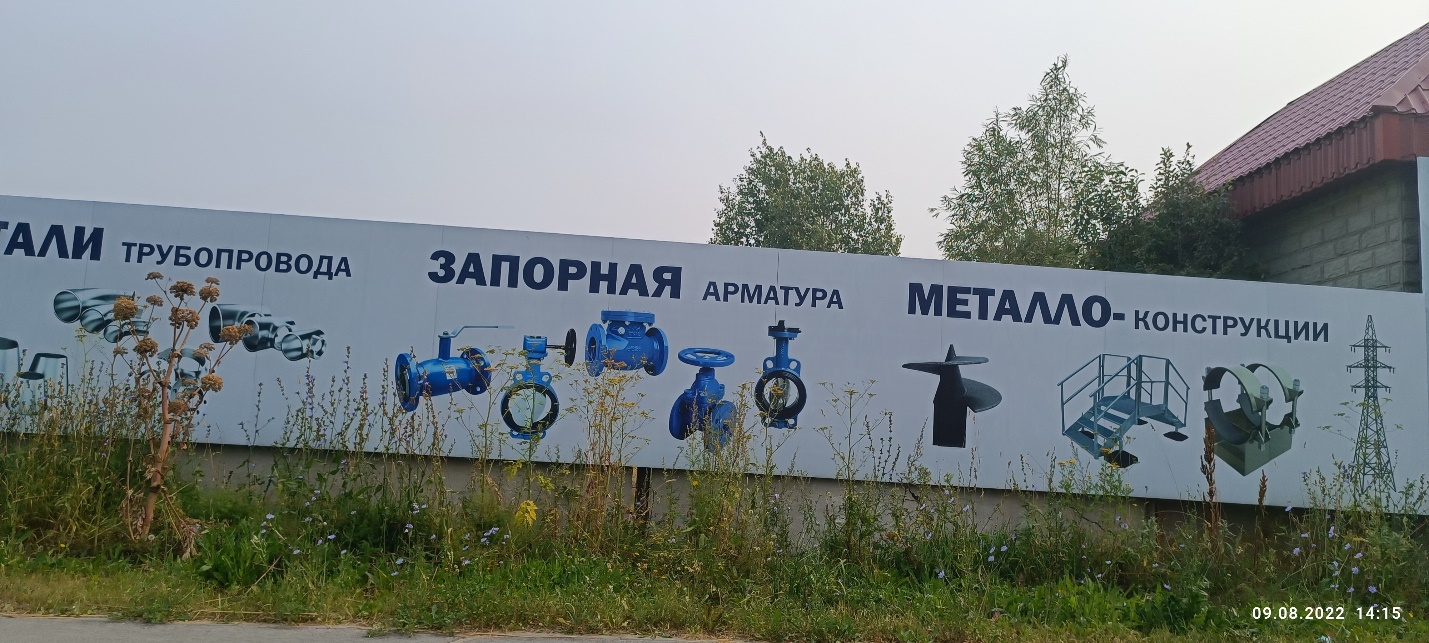 ТАЛИ ТРУБОПРОВОДА
ЗАПОРНАЯ АРМАТУРА
МЕТАЛЛО- КОНСТРУКЦИИ
09.08.2022 14:15